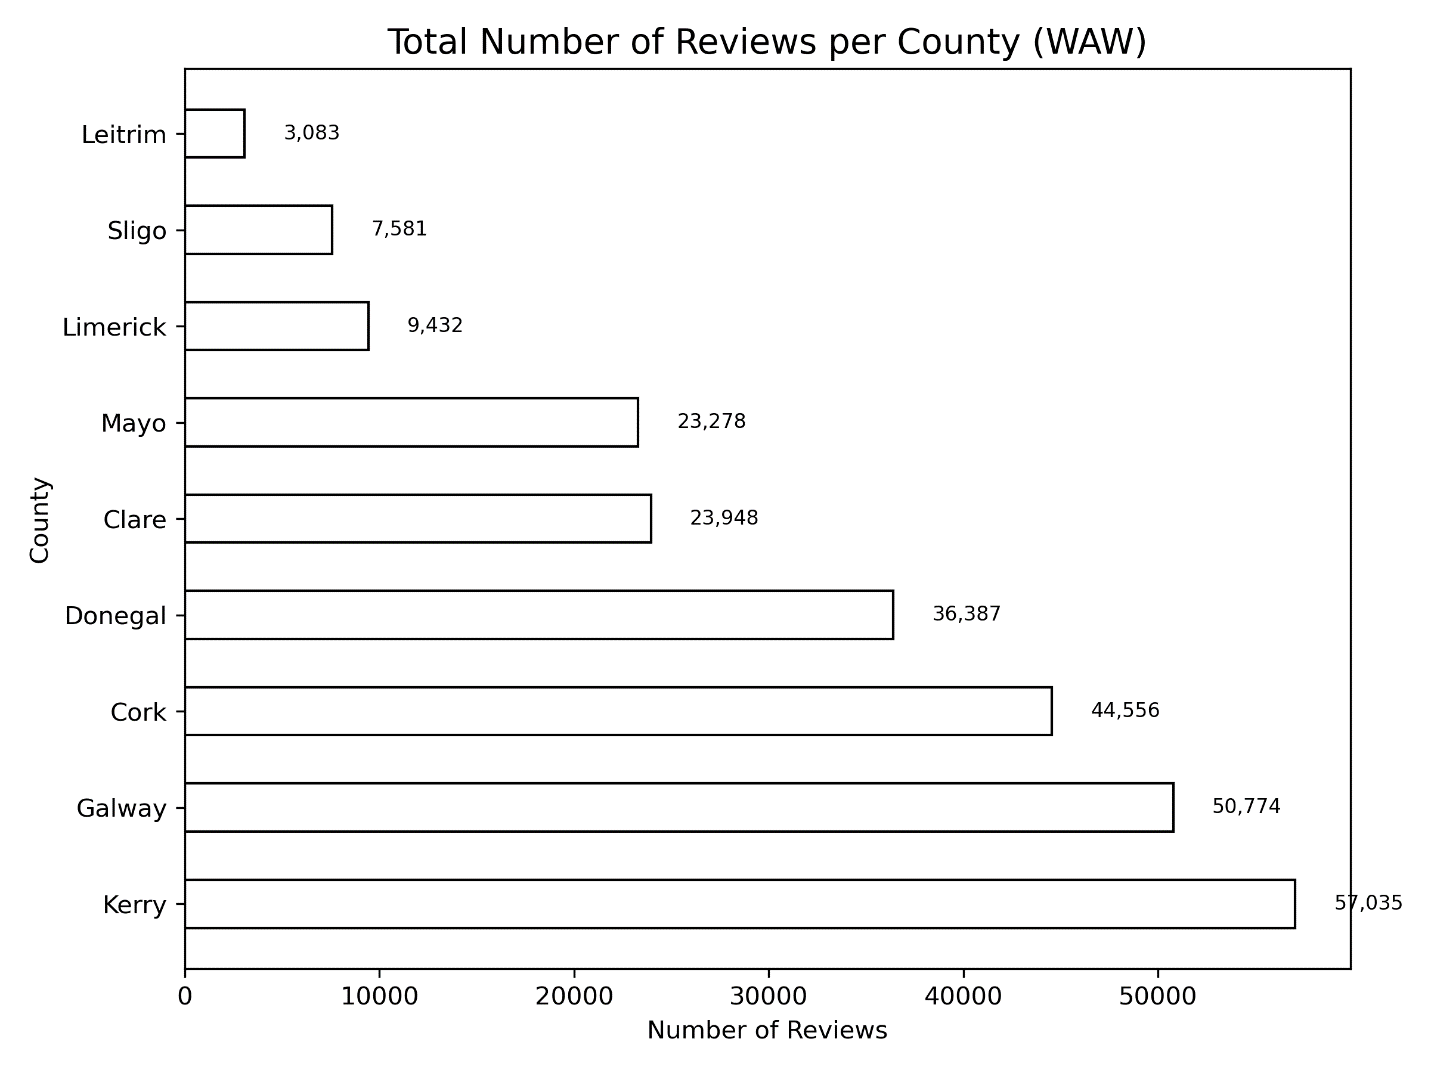 Total Number of Reviews per County (WAW)
Leitrim 3,083
Sligo 7,581
Limerick 9,432
Mayo 23,278
Clare 23,948
County
Donegal 36,387
Cork 44,556
Galway 50,774
Kerry 57,035
0 10000 20000 30000 40000 50000
Number of Reviews